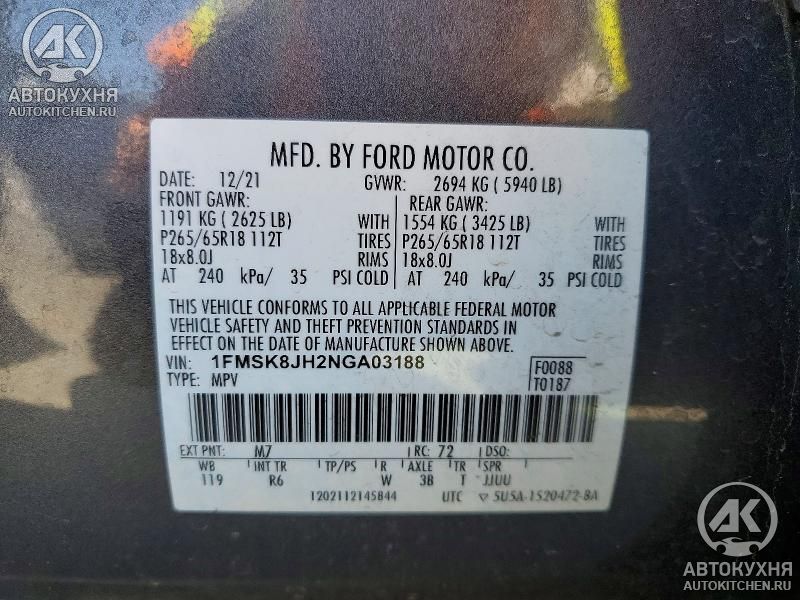 AK
АВТОКУХНЯ
AUTOKITCHEN.RU
MFD. BY FORD MOTOR CO.
DATE: 12/21 GVWR: 2694 KG ( 5940 LB)
FRONT GAWR: REAR GAWR:
1191 KG ( 2625 LB) WITH 1554 KG ( 3425 LB) WITH
P265/65R18 112T TIRES P265/65R18 112T TIRES
18x8.0J RIMS 18x8.0J RIMS
AT 240 kPa/ 35 PSI COLD AT 240 kPa/ 35 PSI COLD
THIS VEHICLE CONFORMS TO ALL APPLICABLE FEDERAL MOTOR
VEHICLE SAFETY AND THEFT PREVENTION STANDARDS IN
EFFECT ON THE DATE OF MANUFACTURE SHOWN ABOVE.
VIN: 1FMSK8JH2NGA03188 F0088
TYPE: MPV T0187
EXT PNT: M7 RC: 72 DSO:
WB INT TR TP/PS R AXLE TR SPR
119 R6 W 3B T JJUU
1202112145844 UTC ▽ 5U5A-1520472-BA
AK
АВТОКУХНЯ
AUTOKITCHEN.RU